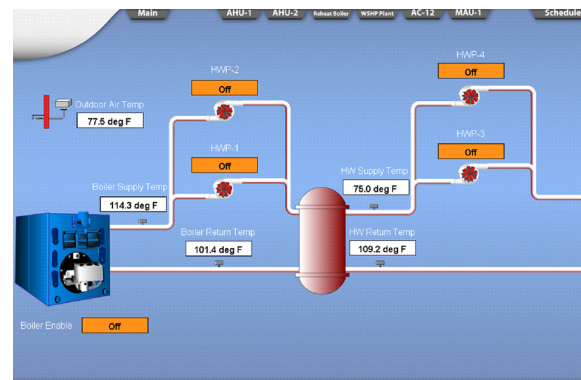 Main AHU-1 AHU-2 Reheat Boiler WSHP Plant AC-12 MAU-1 Schedule
HWP-4
Off
HWP-2
Off
Outdoor Air Temp
77.5 deg F
HWP-3
Off
HWP-1
Off
HW Supply Temp
75.0 deg F
Boiler Supply Temp
114.3 deg F
Boiler Return Temp
101.4 deg F
HW Return Temp
109.2 deg F
Boiler Enable Off